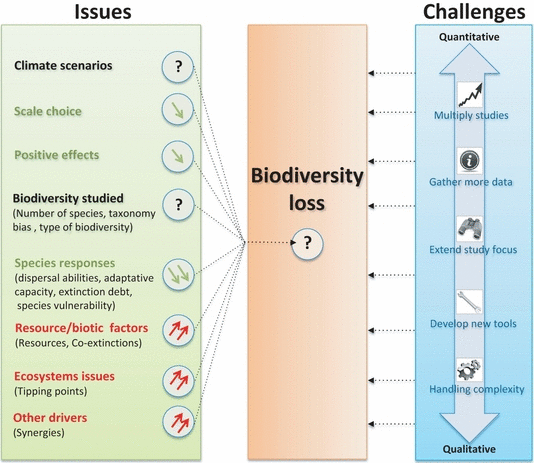 Issues
Challenges
Climate scenarios
?
Scale choice
Positive effects
Biodiversity studied
(Number of species, taxonomy
bias , type of biodiversity)
?
Species responses
(dispersal abilities, adaptative
capacity, extinction debt,
species vulnerability)
Resource/biotic factors
(Resources, Co-extinctions)
Ecosystems issues
(Tipping points)
Other drivers
(Synergies)
Biodiversity
loss
?
Quantitative
Multiply studies
Gather more data
Extend study focus
Develop new tools
Handling complexity
Qualitative